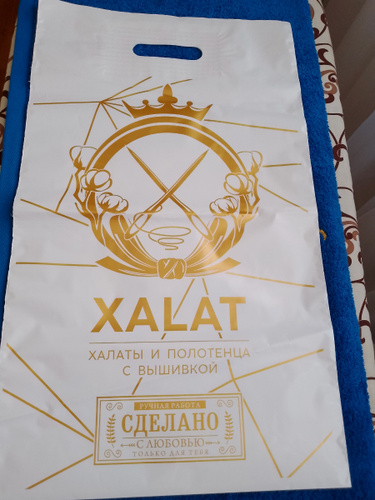 XALAT
ХАЛАТЫ И ПОЛОТЕНЦА
С ВЫШИВКОЙ
РУЧНАЯ РАБОТА
СДЕЛАНО
С ЛЮБОВЬЮ
ТОЛЬКО ДЛЯ ТЕБЯ